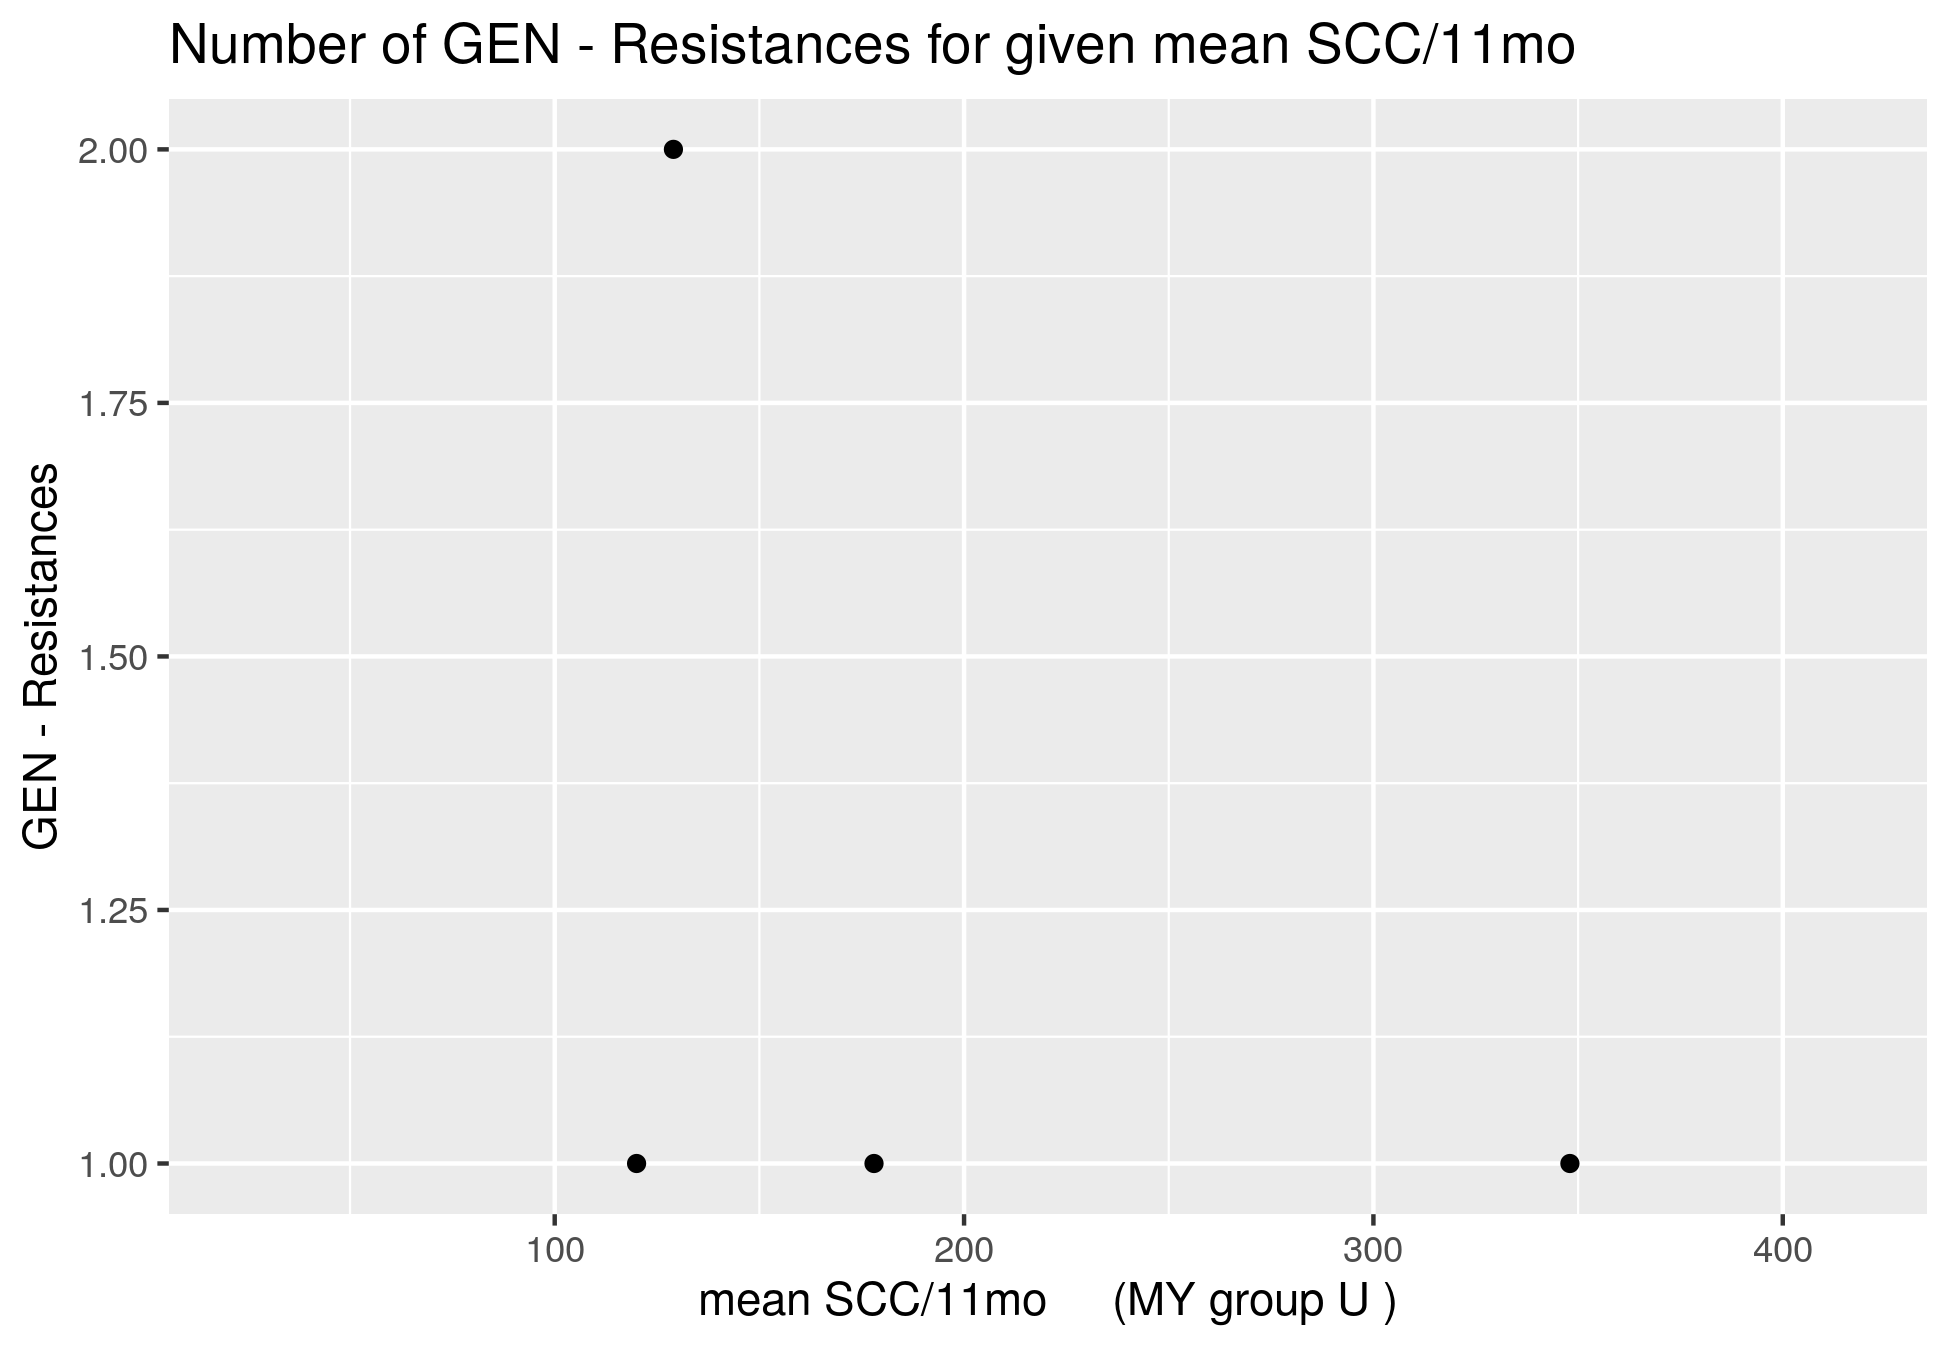 Number of GEN - Resistances for given mean SCC/11mo
2.00
1.75
1.50
1.25
1.00
GEN - Resistances
100 200 300 400
mean SCC/11mo (MY group U )